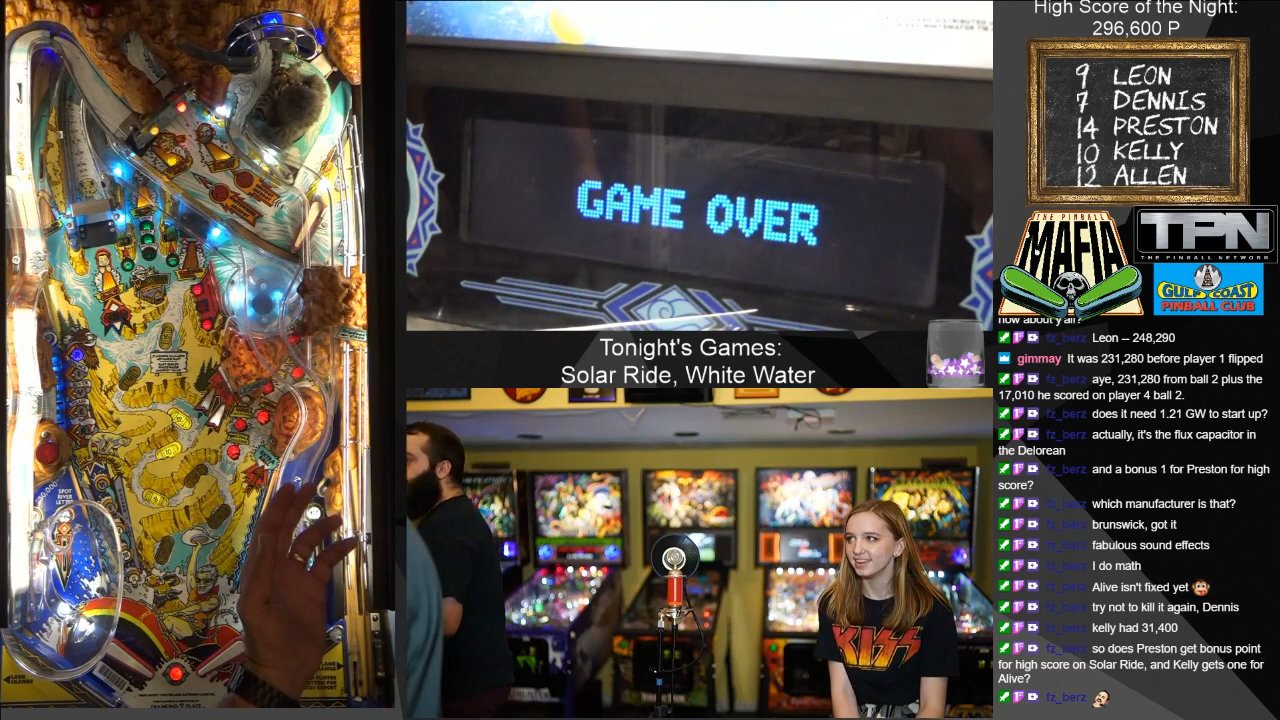 High Score of the Night:
296,600 P
9 LEON
7 DENNIS
14 PRESTON
10 KELLY
12 ALLEN
THE PINBALL
MAFIA
TPN
THE PINBALL NETWORK
GULF COAST
PINBALL CLUB
GAME OVER
Tonight's Games:
Solar Ride, White Water
how about y'all?
fz_berz Leon -- 248,290
gimmay It was 231,280 before player 1 flipped
fz_berz aye, 231,280 from ball 2 plus the
17,010 he scored on player 4 ball 2.
fz_berz does it need 1.21 GW to start up?
fz_berz actually, it's the flux capacitor in
the Delorean
fz_berz and a bonus 1 for Preston for high
score?
fz_berz which manufacturer is that?
fz_berz brunswick, got it
fz_berz fabulous sound effects
fz_berz I do math
fz_berz Alive isn't fixed yet
fz_berz try not to kill it again, Dennis
fz_berz kelly had 31,400
fz_berz so does Preston get bonus point
for high score on Solar Ride, and Kelly gets one for
Alive?
fz_berz
KISS
SPOT
RIVER
LETTER
LANE
CHANGE
LANE
CHANGE